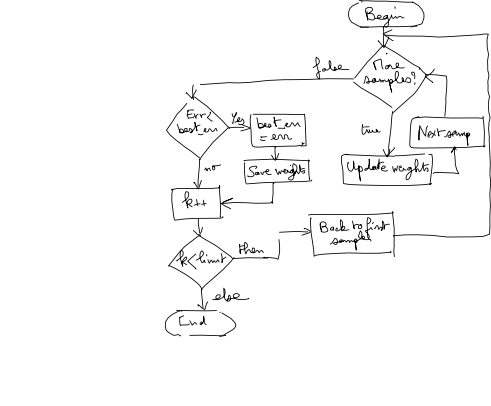 Begin
More
samples?
false
true
Err<
best_err
Yes
best_err
= err
Next samp
no
Save weights
Update weights
k++
Back to first
sample
k<limit
then
else
End